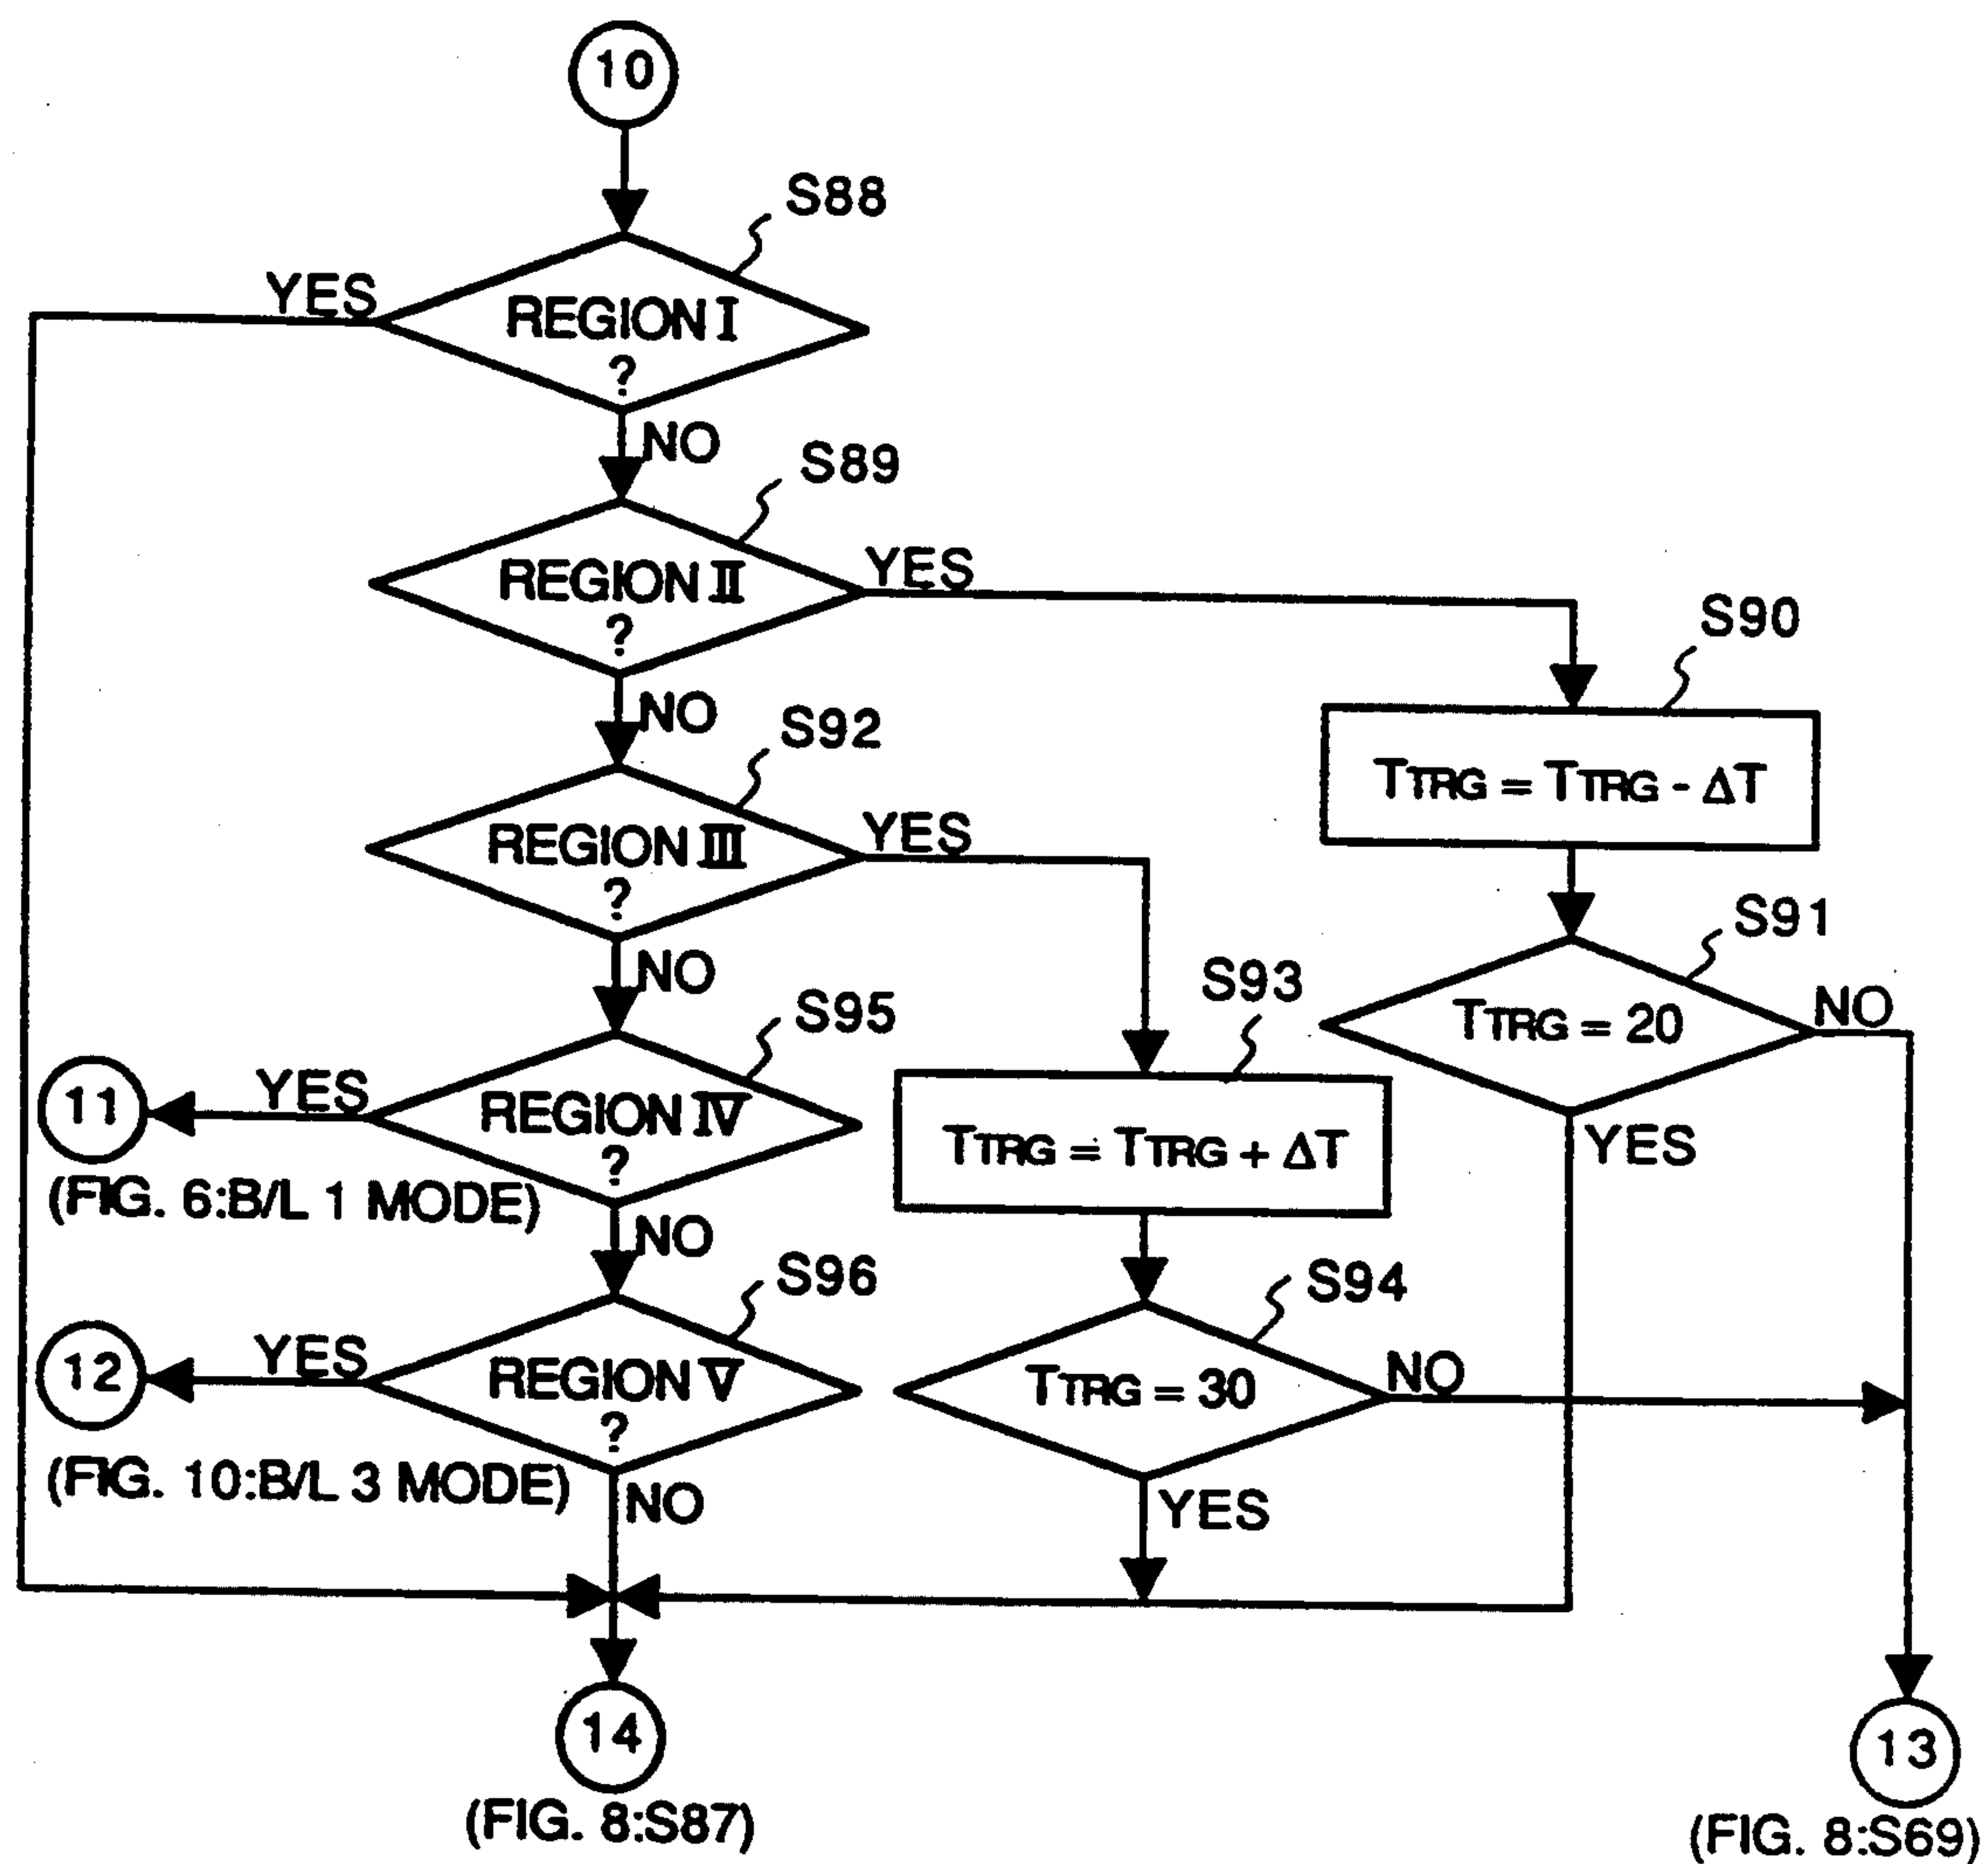 10
S88
YES
REGION I
?
NO
S89
REGION II
?
YES
S90
NO
S92
TTRG = TTRG - ΔT
REGION III
?
YES
S91
NO
S93
S95
TTRG = 20
NO
11
YES
REGION IV
?
TTRG = TTRG + ΔT
YES
(FIG. 6:B/L 1 MODE)
NO
S96
S94
12
YES
REGION V
?
TTRG = 30
NO
(FIG. 10:B/L 3 MODE)
NO
YES
14
13
(FIG. 8:S87)
(FIG. 8:S69)